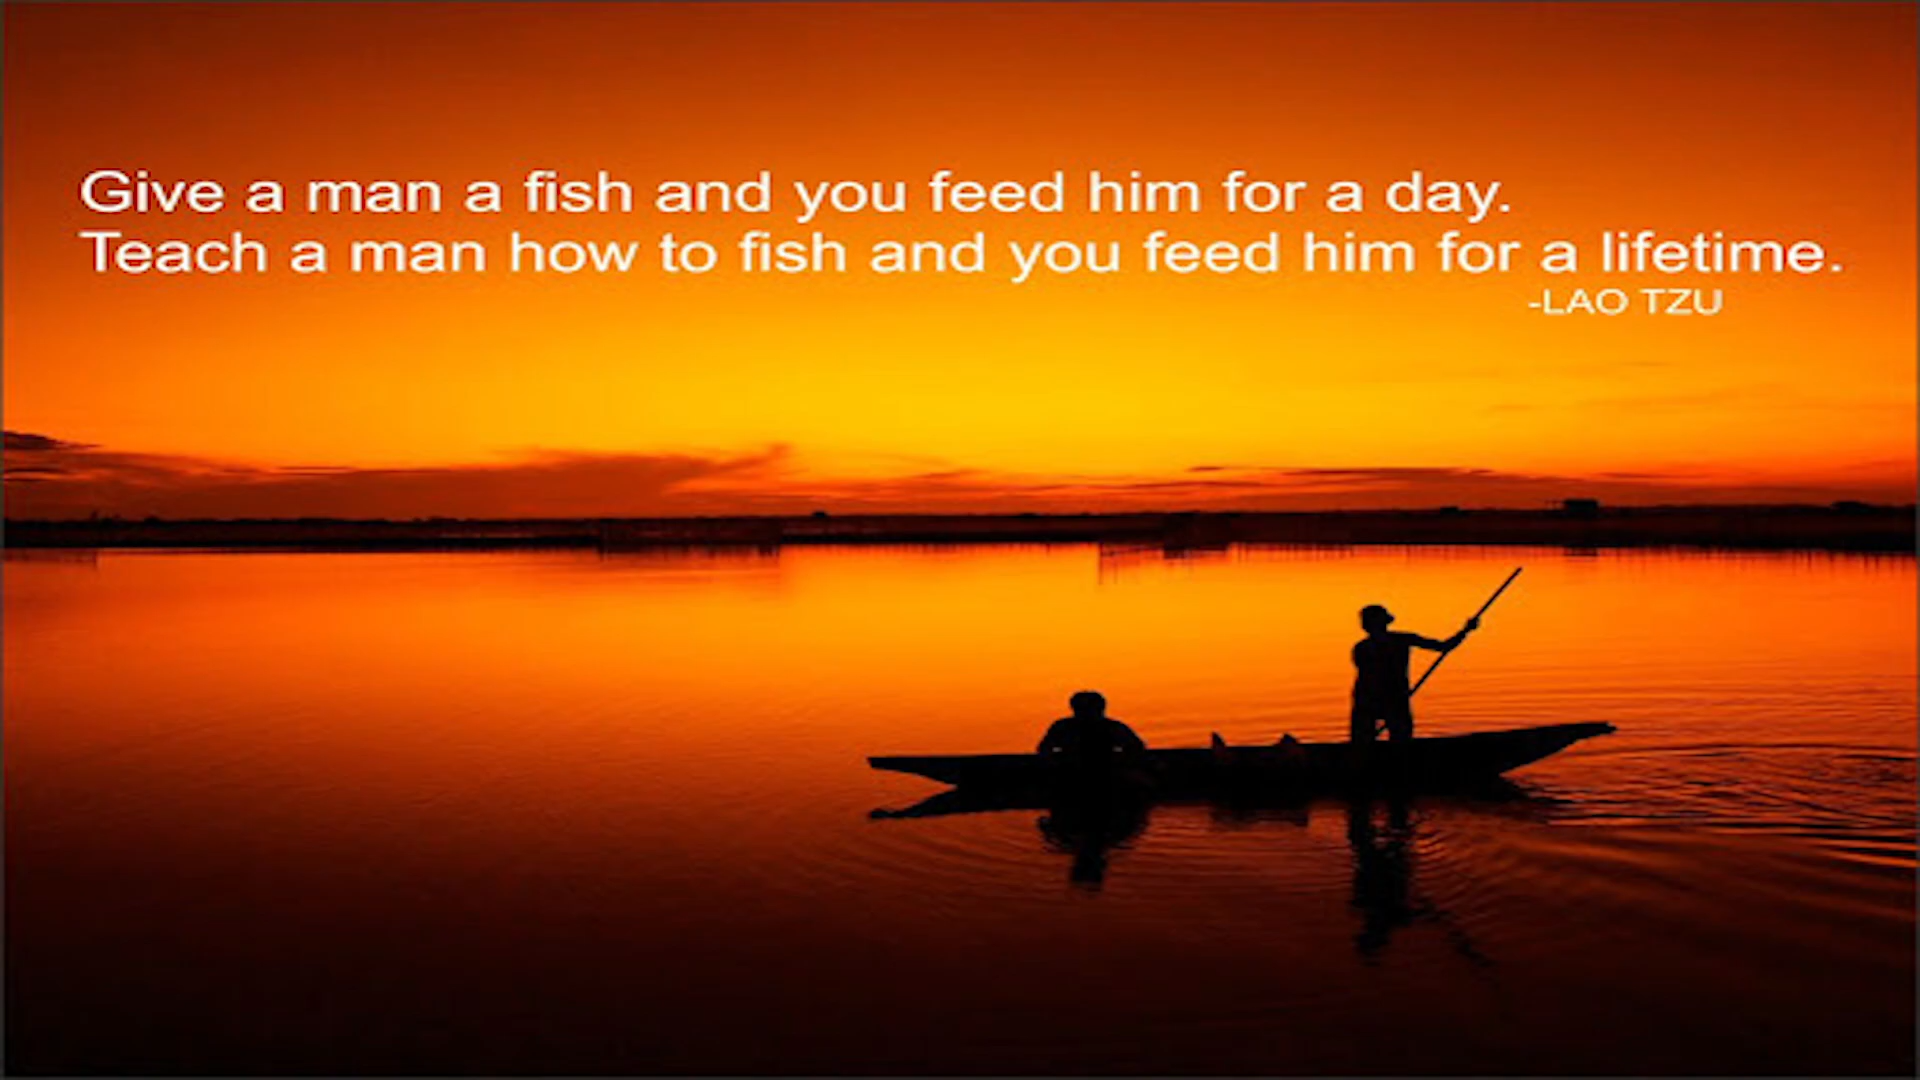 Give a man a fish and you feed him for a day.
Teach a man how to fish and you feed him for a lifetime.
-LAO TZU